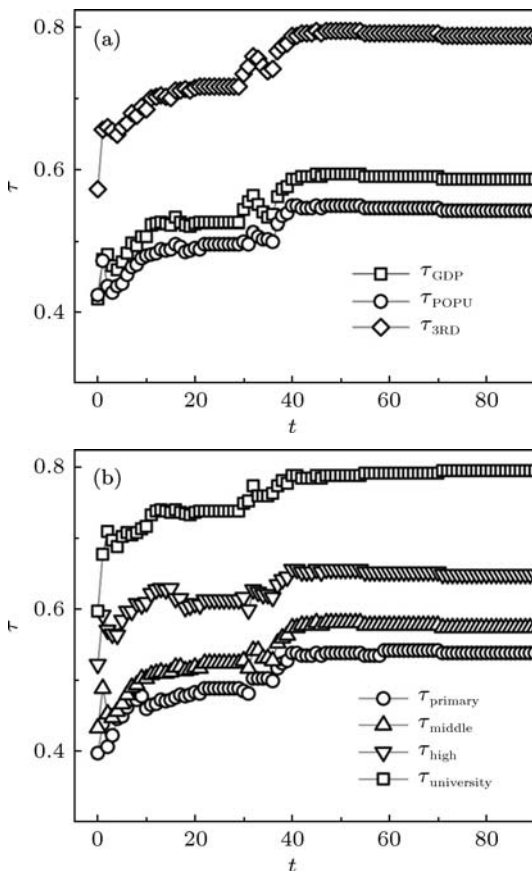 (a)
0.8
0.6
0.4
τ
τGDP
τPOPU
τ3RD
0 20 40 60 80
t
(b)
0.8
0.6
0.4
τ
τprimary
τmiddle
τhigh
τuniversity
0 20 40 60 80
t